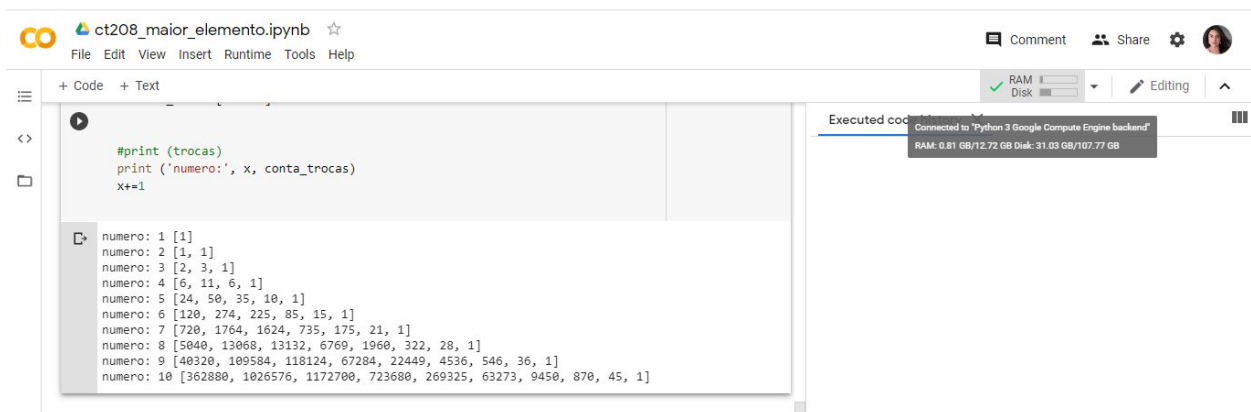 ct208_maior_elemento.ipynb
File Edit View Insert Runtime Tools Help
Comment Share
+ Code + Text
RAM
Disk
Editing
#print (trocas)
print ('numero:', x, conta_trocas)
x+=1
Executed code history
Connected to "Python 3 Google Compute Engine backend"
RAM: 0.81 GB/12.72 GB Disk: 31.03 GB/107.77 GB
numero: 1 [1]
numero: 2 [1, 1]
numero: 3 [2, 3, 1]
numero: 4 [6, 11, 6, 1]
numero: 5 [24, 50, 35, 10, 1]
numero: 6 [120, 274, 225, 85, 15, 1]
numero: 7 [720, 1764, 1624, 735, 175, 21, 1]
numero: 8 [5040, 13068, 13132, 6769, 1960, 322, 28, 1]
numero: 9 [40320, 109584, 118124, 67284, 22449, 4536, 546, 36, 1]
numero: 10 [362880, 1026576, 1172700, 723680, 269325, 63273, 9450, 870, 45, 1]